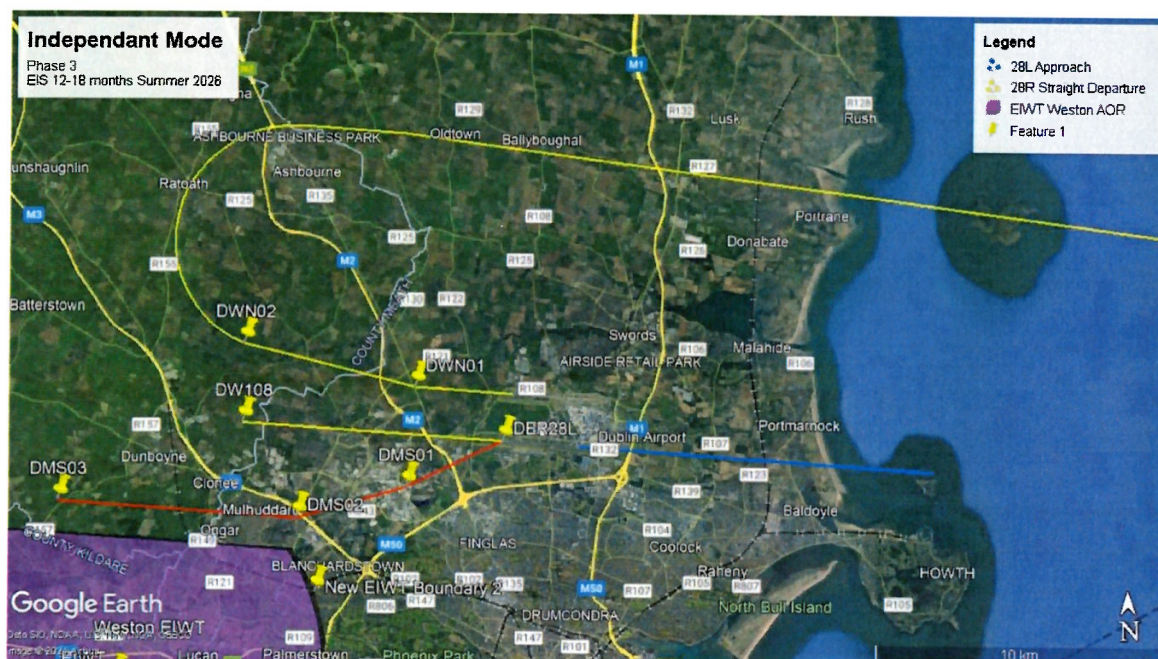 Independant Mode
Phase 3
EIS 12-18 months Summer 2026
Legend
28L Approach
28R Straight Departure
EIWT Weston AOR
Feature 1
M1
R129
R132
Lusk
R128
Rush
ASHBOURNE BUSINESS PARK
Oldtown
Ballyboughal
R127
Ashbourne
Ratoath
R125
R135
M3
R108
Portrane
R125
Donabate
R126
M2
R128
R155
Batterstown
R130
R122
COUNTY MEATH
DWN02
Swords
R106
Malahide
AIRSIDE RETAIL PARK
R106
DWN01
R108
DW108
M2
M1
Portmarnock
R157
Dublin Airport
R107
R132
Dunboyne
DMS01
R123
DMS03
Clonee
R139
DMS02
Baldoyle
Ongar
R104
M50
FINGLAS
Coolock
COUNTY KILDARE
BLANCHARDSTOWN
R121
Raheny
HOWTH
R105
R807
R135
R107
M50
New EIWT Boundary 2
R147
R806
R105
North Bull Island
Google Earth
DRUMCONDRA
Weston EIWT
R109
R147
R101
Lucan
Palmerstown
Phoenix Park
10 km
N